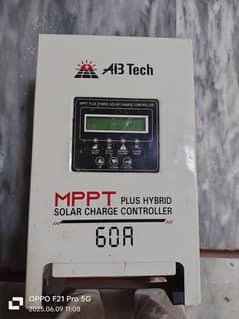 AB Tech
MPPT PLUS HYBRID SOLAR CHARGE CONTROLLER
MPPT PLUS HYBRID
SOLAR CHARGE CONTROLLER
60A
OPPO F21 Pro 5G
2025.06.09 11:08